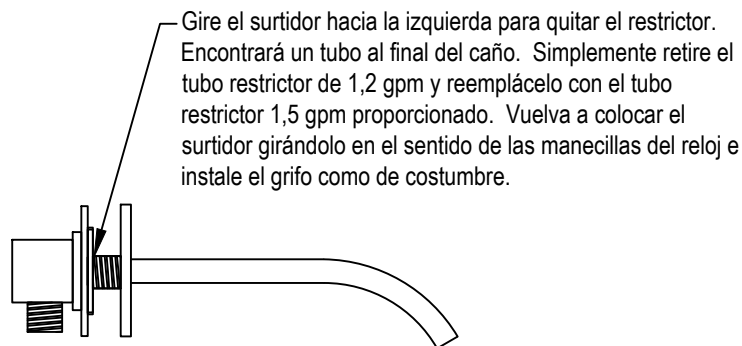 Gire el surtidor hacia la izquierda para quitar el restrictor.
Encontrará un tubo al final del caño.  Simplemente retire el
tubo restrictor de 1,2 gpm y reemplácelo con el tubo
restrictor 1,5 gpm proporcionado.  Vuelva a colocar el
surtidor girándolo en el sentido de las manecillas del reloj e
instale el grifo como de costumbre.